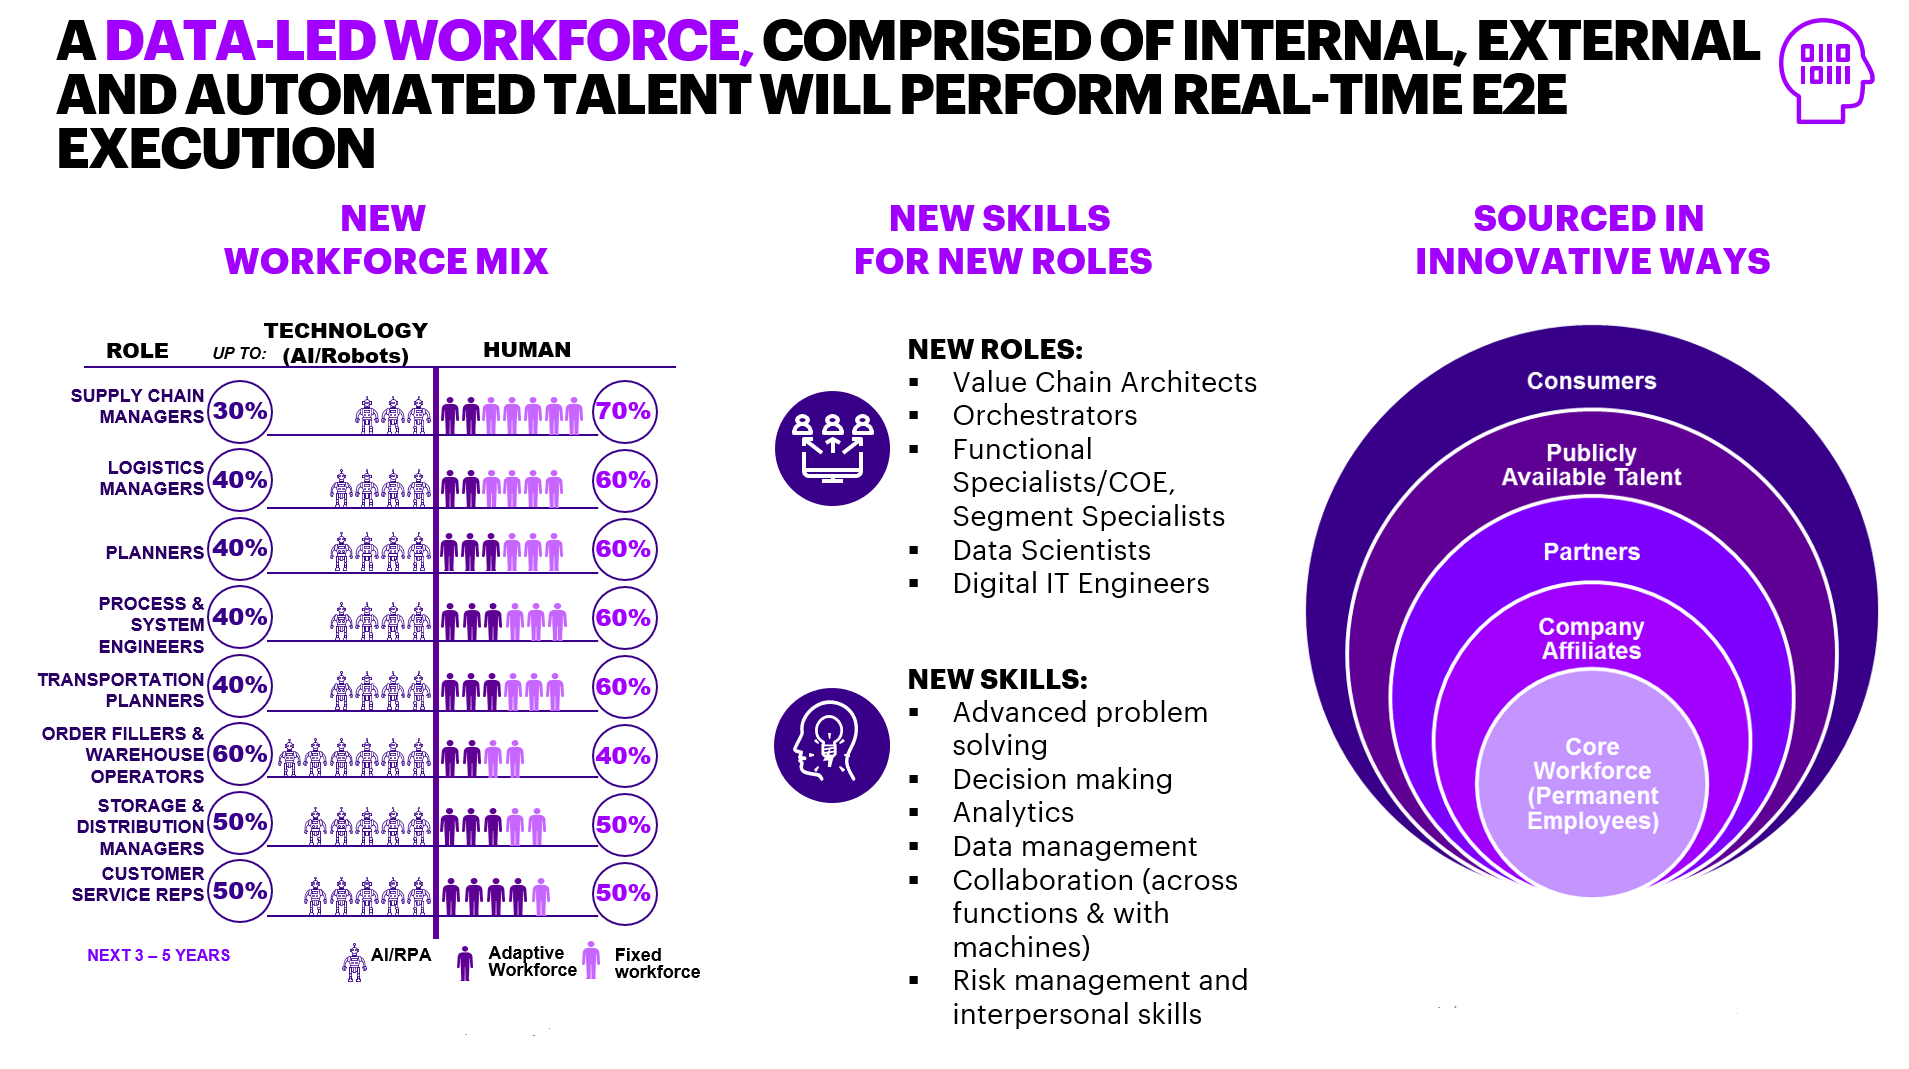 A DATA-LED WORKFORCE, COMPRISED OF INTERNAL, EXTERNAL
AND AUTOMATED TALENT WILL PERFORM REAL-TIME E2E
EXECUTION
0110
10111
NEW
WORKFORCE MIX
ROLE
UP TO:
TECHNOLOGY
(AI/Robots)
HUMAN
SUPPLY CHAIN
MANAGERS
30%
70%
LOGISTICS
MANAGERS
40%
60%
PLANNERS
40%
60%
PROCESS &
SYSTEM
ENGINEERS
40%
60%
TRANSPORTATION
PLANNERS
40%
60%
ORDER FILLERS &
WAREHOUSE
OPERATORS
60%
40%
STORAGE &
DISTRIBUTION
MANAGERS
50%
50%
CUSTOMER
SERVICE REPS
50%
50%
NEXT 3 – 5 YEARS
AI/RPA
Adaptive
Workforce
Fixed
workforce
NEW SKILLS
FOR NEW ROLES
NEW ROLES:
▪ Value Chain Architects
▪ Orchestrators
▪ Functional
Specialists/COE,
Segment Specialists
▪ Data Scientists
▪ Digital IT Engineers
NEW SKILLS:
▪ Advanced problem
solving
▪ Decision making
▪ Analytics
▪ Data management
▪ Collaboration (across
functions & with
machines)
▪ Risk management and
interpersonal skills
SOURCED IN
INNOVATIVE WAYS
Consumers
Publicly
Available Talent
Partners
Company
Affiliates
Core
Workforce
(Permanent
Employees)